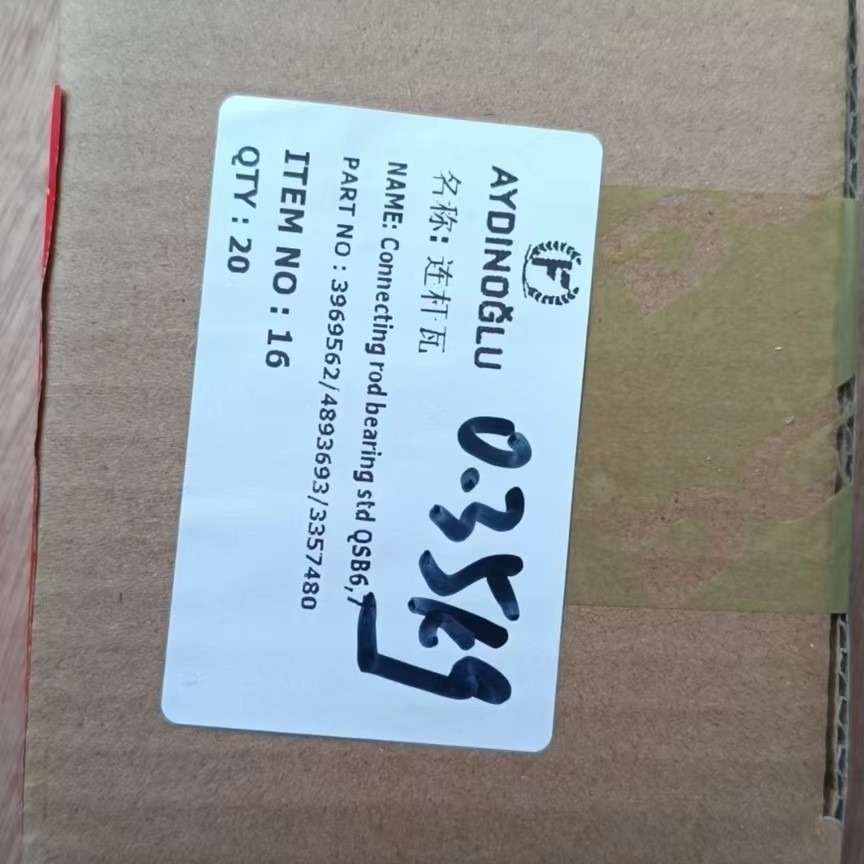 F
AYDINOĞLU
名称: 连杆瓦
NAME: Connecting rod bearing std QSB6,7
PART NO : 3969562/4893693/3357480
ITEM NO : 16
QTY : 20
0.35kg